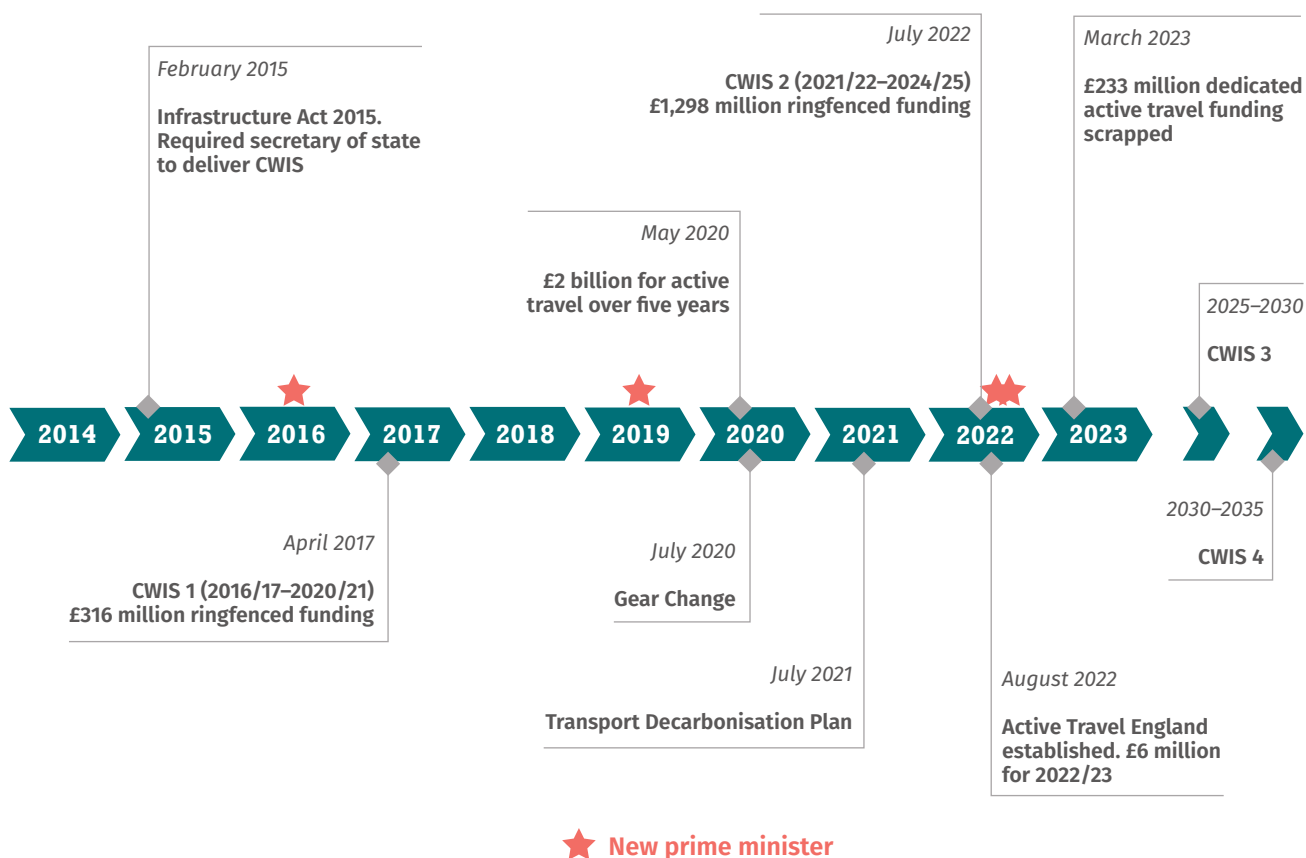 February 2015
Infrastructure Act 2015.
Required secretary of state
to deliver CWIS
May 2020
£2 billion for active
travel over five years
July 2022
CWIS 2 (2021/22–2024/25)
£1,298 million ringfenced funding
March 2023
£233 million dedicated
active travel funding
scrapped
2025–2030
CWIS 3
2014
2015
2016
2017
2018
2019
2020
2021
2022
2023
April 2017
CWIS 1 (2016/17–2020/21)
£316 million ringfenced funding
July 2020
Gear Change
July 2021
Transport Decarbonisation Plan
August 2022
Active Travel England
established. £6 million
for 2022/23
2030–2035
CWIS 4
New prime minister